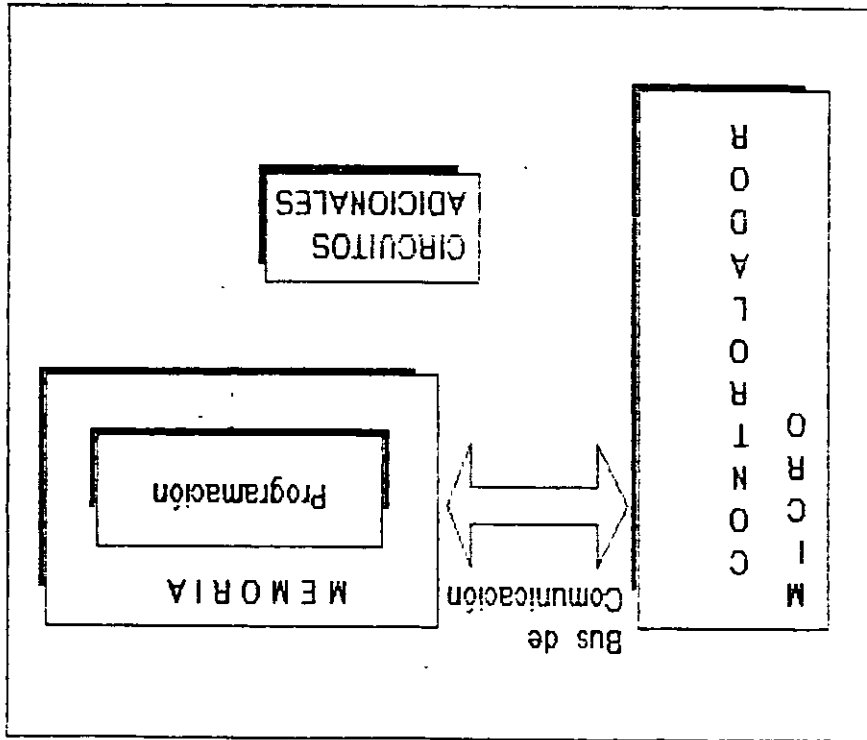 MICRO
CONTROLADOR
Bus de
Comunicación
MEMORIA
Programación
CIRCUITOS
ADICIONALES